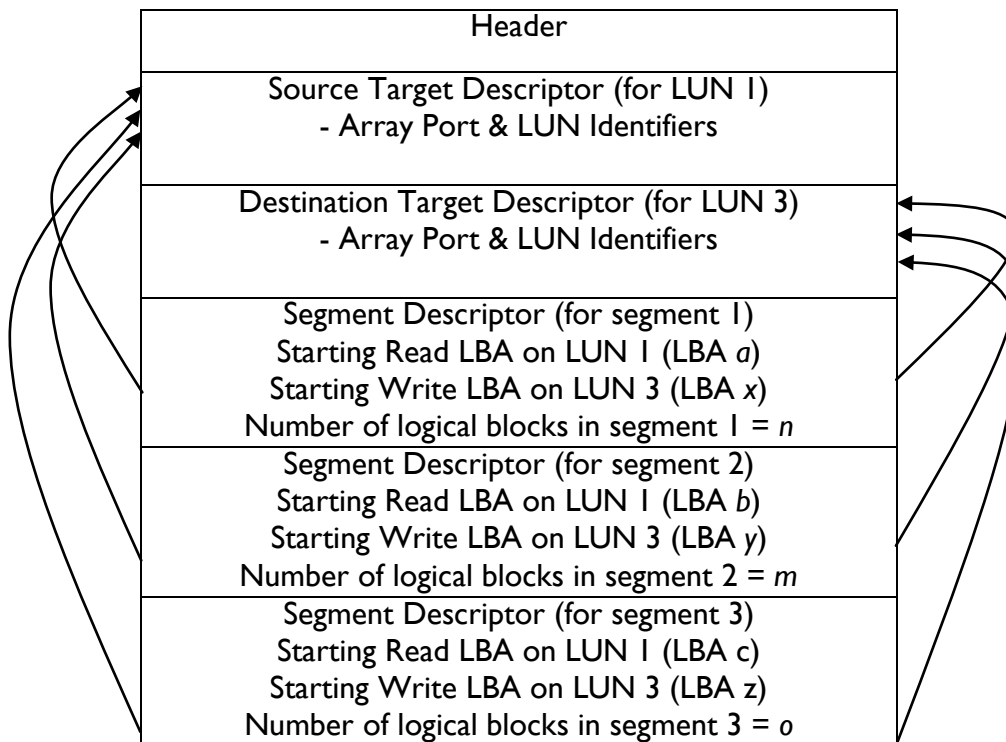 Header
Source Target Descriptor (for LUN 1)
- Array Port & LUN Identifiers
Destination Target Descriptor (for LUN 3)
- Array Port & LUN Identifiers
Segment Descriptor (for segment 1)
Starting Read LBA on LUN 1 (LBA a)
Starting Write LBA on LUN 3 (LBA x)
Number of logical blocks in segment 1 = n
Segment Descriptor (for segment 2)
Starting Read LBA on LUN 1 (LBA b)
Starting Write LBA on LUN 3 (LBA y)
Number of logical blocks in segment 2 = m
Segment Descriptor (for segment 3)
Starting Read LBA on LUN 1 (LBA c)
Starting Write LBA on LUN 3 (LBA z)
Number of logical blocks in segment 3 = o